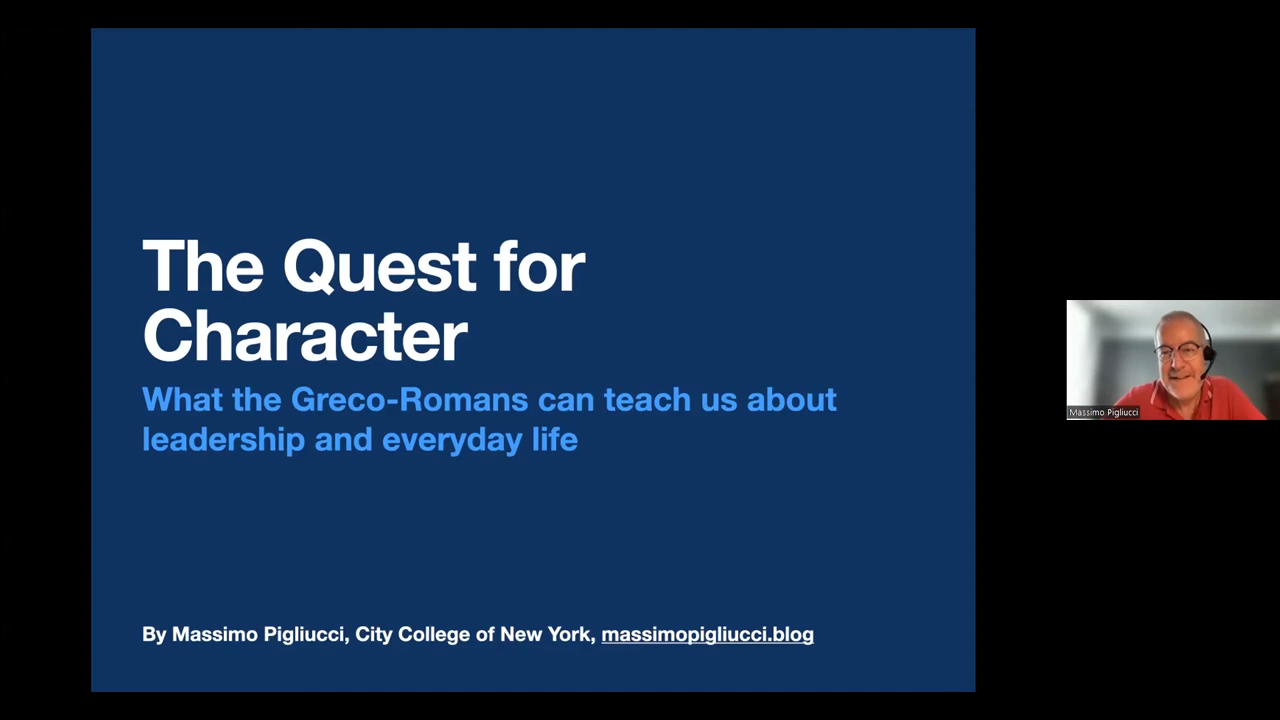 The Quest for
Character
What the Greco-Romans can teach us about
leadership and everyday life
By Massimo Pigliucci, City College of New York, massimopigliucci.blog
Massimo Pigliucci